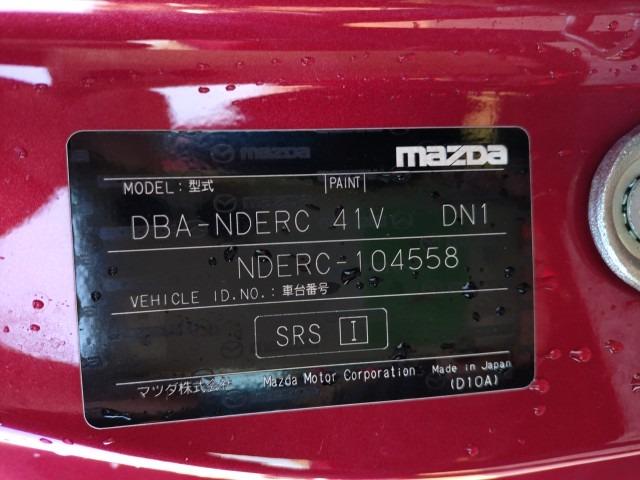 mazda
mazda
MODEL: 型式 PAINT
DBA-NDERC 41V DN1
NDERC-104558
VEHICLE ID.NO.: 車台番号
SRS I
マツダ株式会社 Mazda Motor Corporation Made in Japan
(D10A)